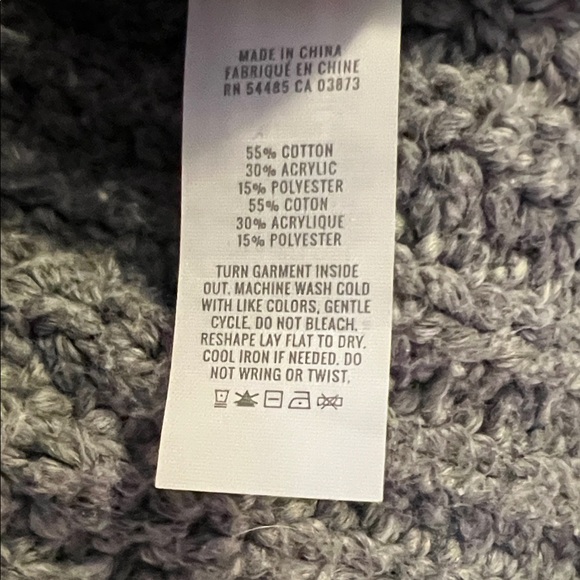 MADE IN CHINA
FABRIQUÉ EN CHINE
RN 54485 CA 03873
55% COTTON
30% ACRYLIC
15% POLYESTER
55% COTON
30% ACRYLIQUE
15% POLYESTER
TURN GARMENT INSIDE
OUT. MACHINE WASH COLD
WITH LIKE COLORS, GENTLE
CYCLE. DO NOT BLEACH.
RESHAPE LAY FLAT TO DRY.
COOL IRON IF NEEDED. DO
NOT WRING OR TWIST.